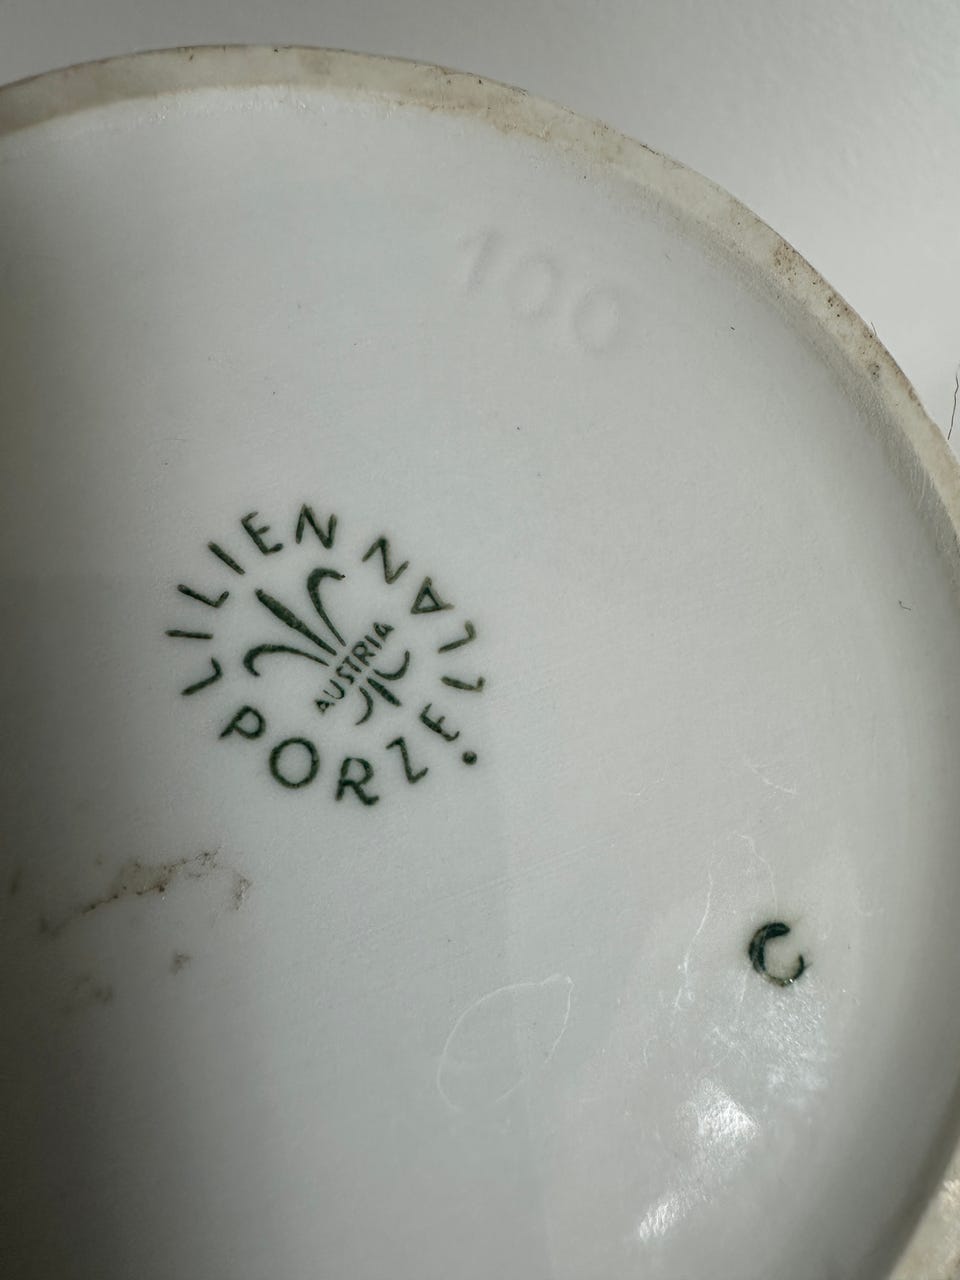 100
LILIEN
PORZELLAN
AUSTRIA
C